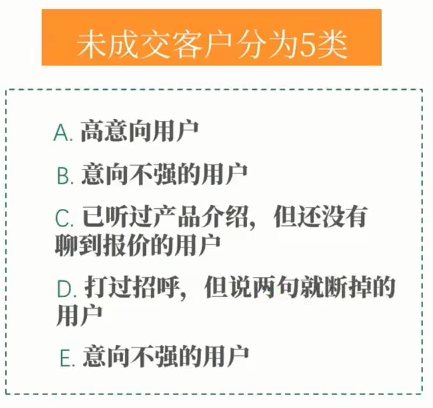 未成交客户分为5类
A. 高意向用户
B. 意向不强的用户
C. 已听过产品介绍，但还没有
聊到报价的用户
D. 打过招呼，但说两句就断掉的
用户
E. 意向不强的用户